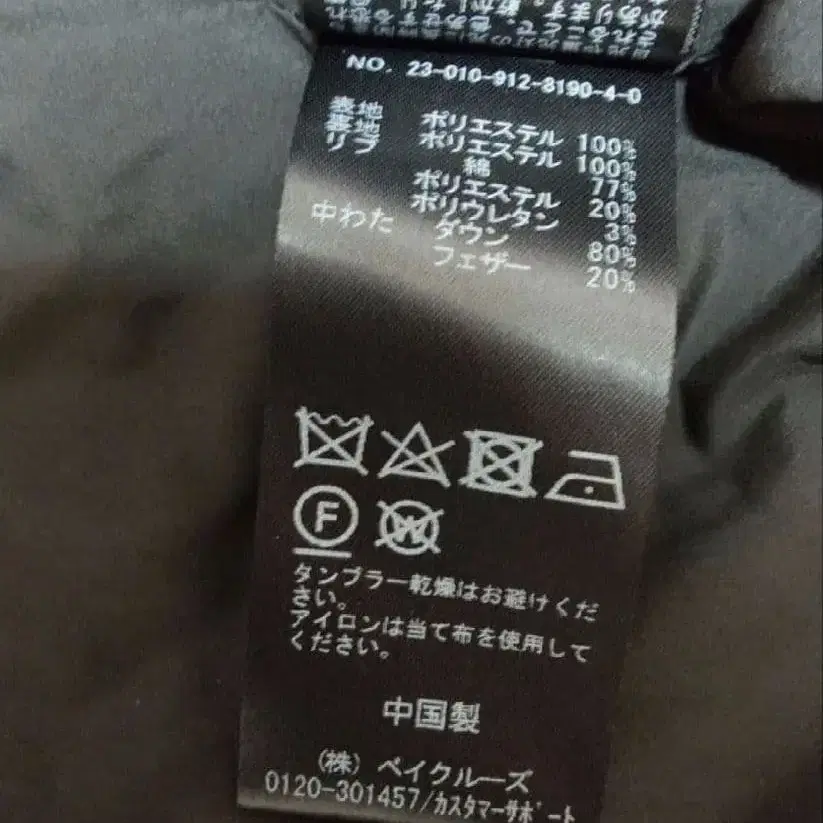 NO. 23-010-912-8190-4-0
表地 ポリエステル 100%
裏地 ポリエステル 100%
リブ 綿 77%
ポリエステル 20%
ポリウレタン 3%
中わた ダウン 80%
フェザー 20%
F
W
タンブラー乾燥はお避けくだ
さい。
アイロンは当て布を使用して
ください。
中国製
(株) ベイクルーズ
0120-301457/カスタマーサポート